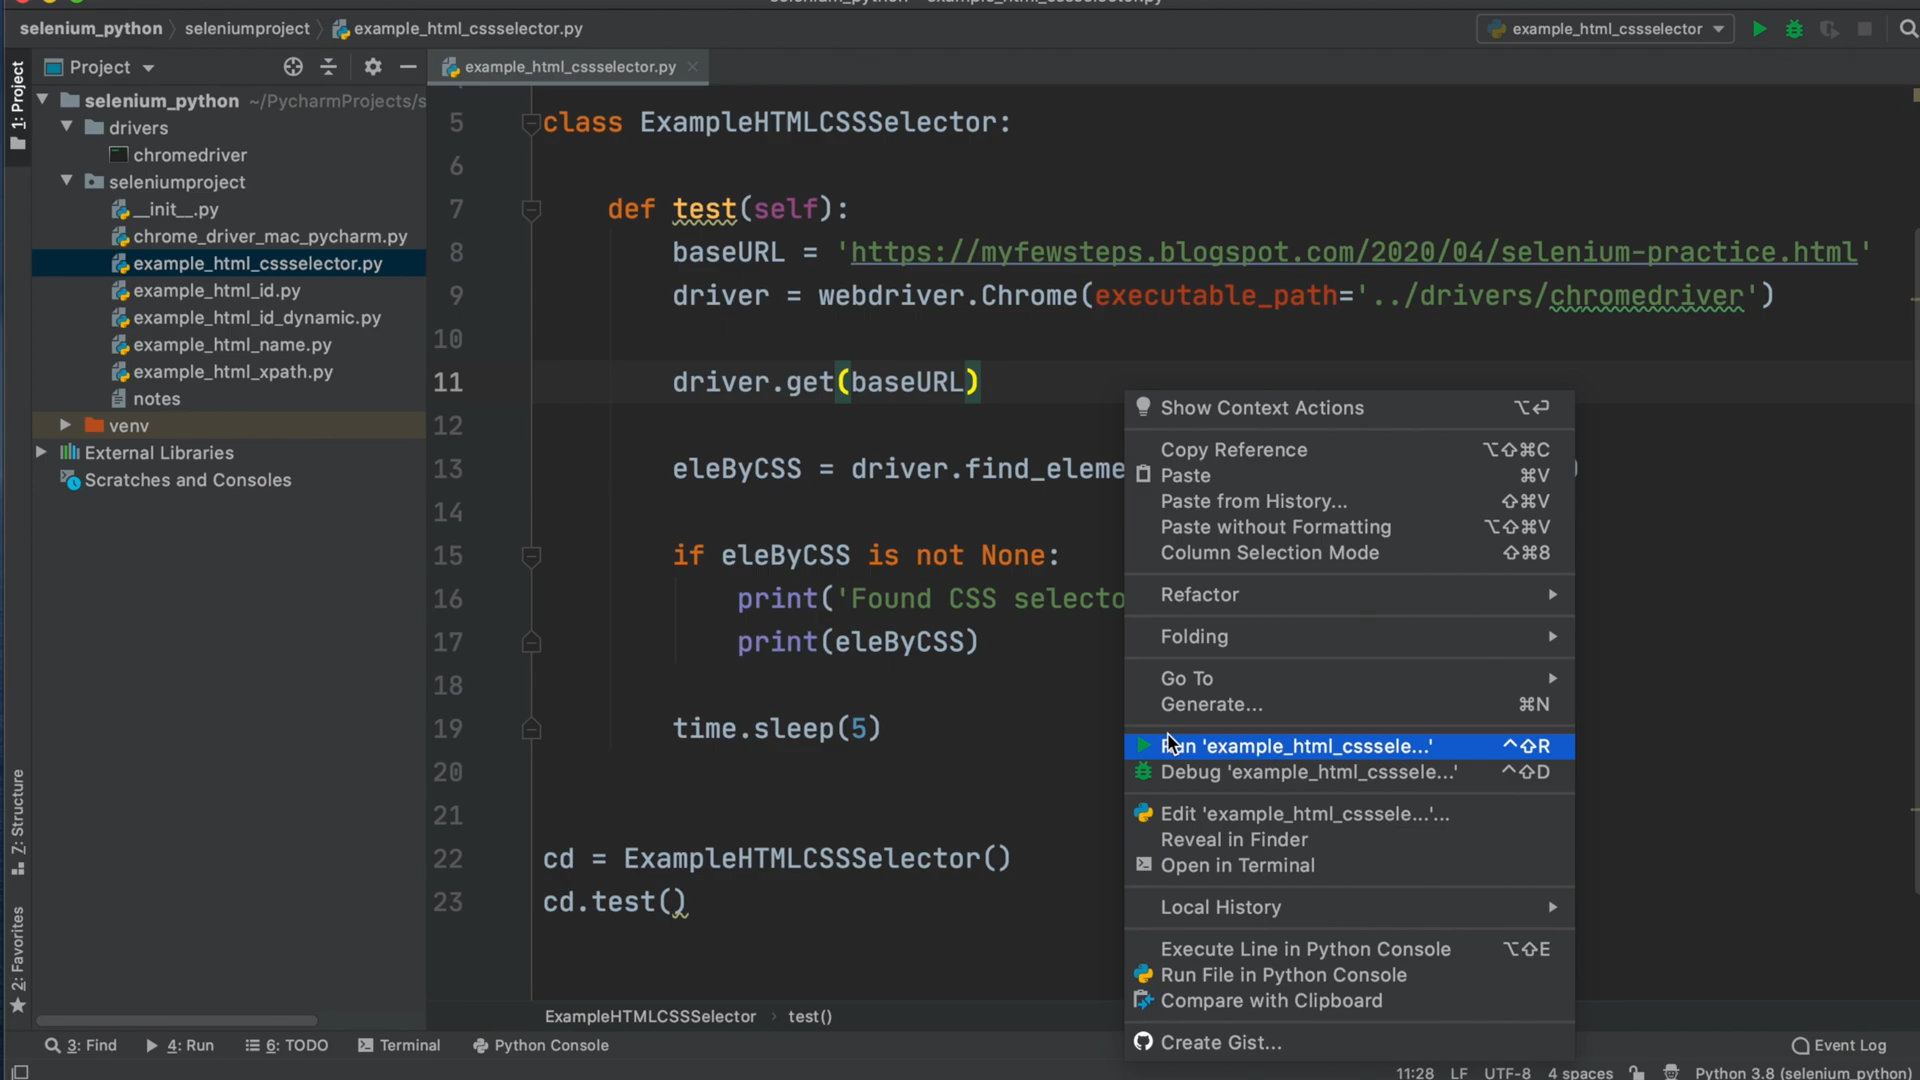 selenium_python
seleniumproject
example_html_cssselector.py
example_html_cssselector
1: Project
Project
example_html_cssselector.py
selenium_python ~/PycharmProjects/s
drivers
chromedriver
seleniumproject
__init__.py
chrome_driver_mac_pycharm.py
example_html_cssselector.py
example_html_id.py
example_html_id_dynamic.py
example_html_name.py
example_html_xpath.py
notes
venv
External Libraries
Scratches and Consoles
5 class ExampleHTMLCSSSelector:
6
7 def test(self):
8 baseURL = 'https://myfewsteps.blogspot.com/2020/04/selenium-practice.html'
9 driver = webdriver.Chrome(executable_path='../drivers/chromedriver')
10
11 driver.get(baseURL)
12
13 eleByCSS = driver.find_eleme )
14
15 if eleByCSS is not None:
16 print('Found CSS selecto
17 print(eleByCSS)
18
19 time.sleep(5)
20
21
22 cd = ExampleHTMLCSSSelector()
23 cd.test()
Show Context Actions ⌥⏎
Copy Reference ⌥⇧⌘C
Paste ⌘V
Paste from History... ⇧⌘V
Paste without Formatting ⌥⇧⌘V
Column Selection Mode ⇧⌘8
Refactor
Folding
Go To
Generate... ⌘N
Run 'example_html_csssele...' ^⇧R
Debug 'example_html_csssele...' ^⇧D
Edit 'example_html_csssele...'...
Reveal in Finder
Open in Terminal
Local History
Execute Line in Python Console ⌥⇧E
Run File in Python Console
Compare with Clipboard
Create Gist...
Z: Structure
2: Favorites
ExampleHTMLCSSSelector
test()
3: Find
4: Run
6: TODO
Terminal
Python Console
Event Log
11:28 LF UTF-8 4 spaces Python 3.8 (selenium_python)